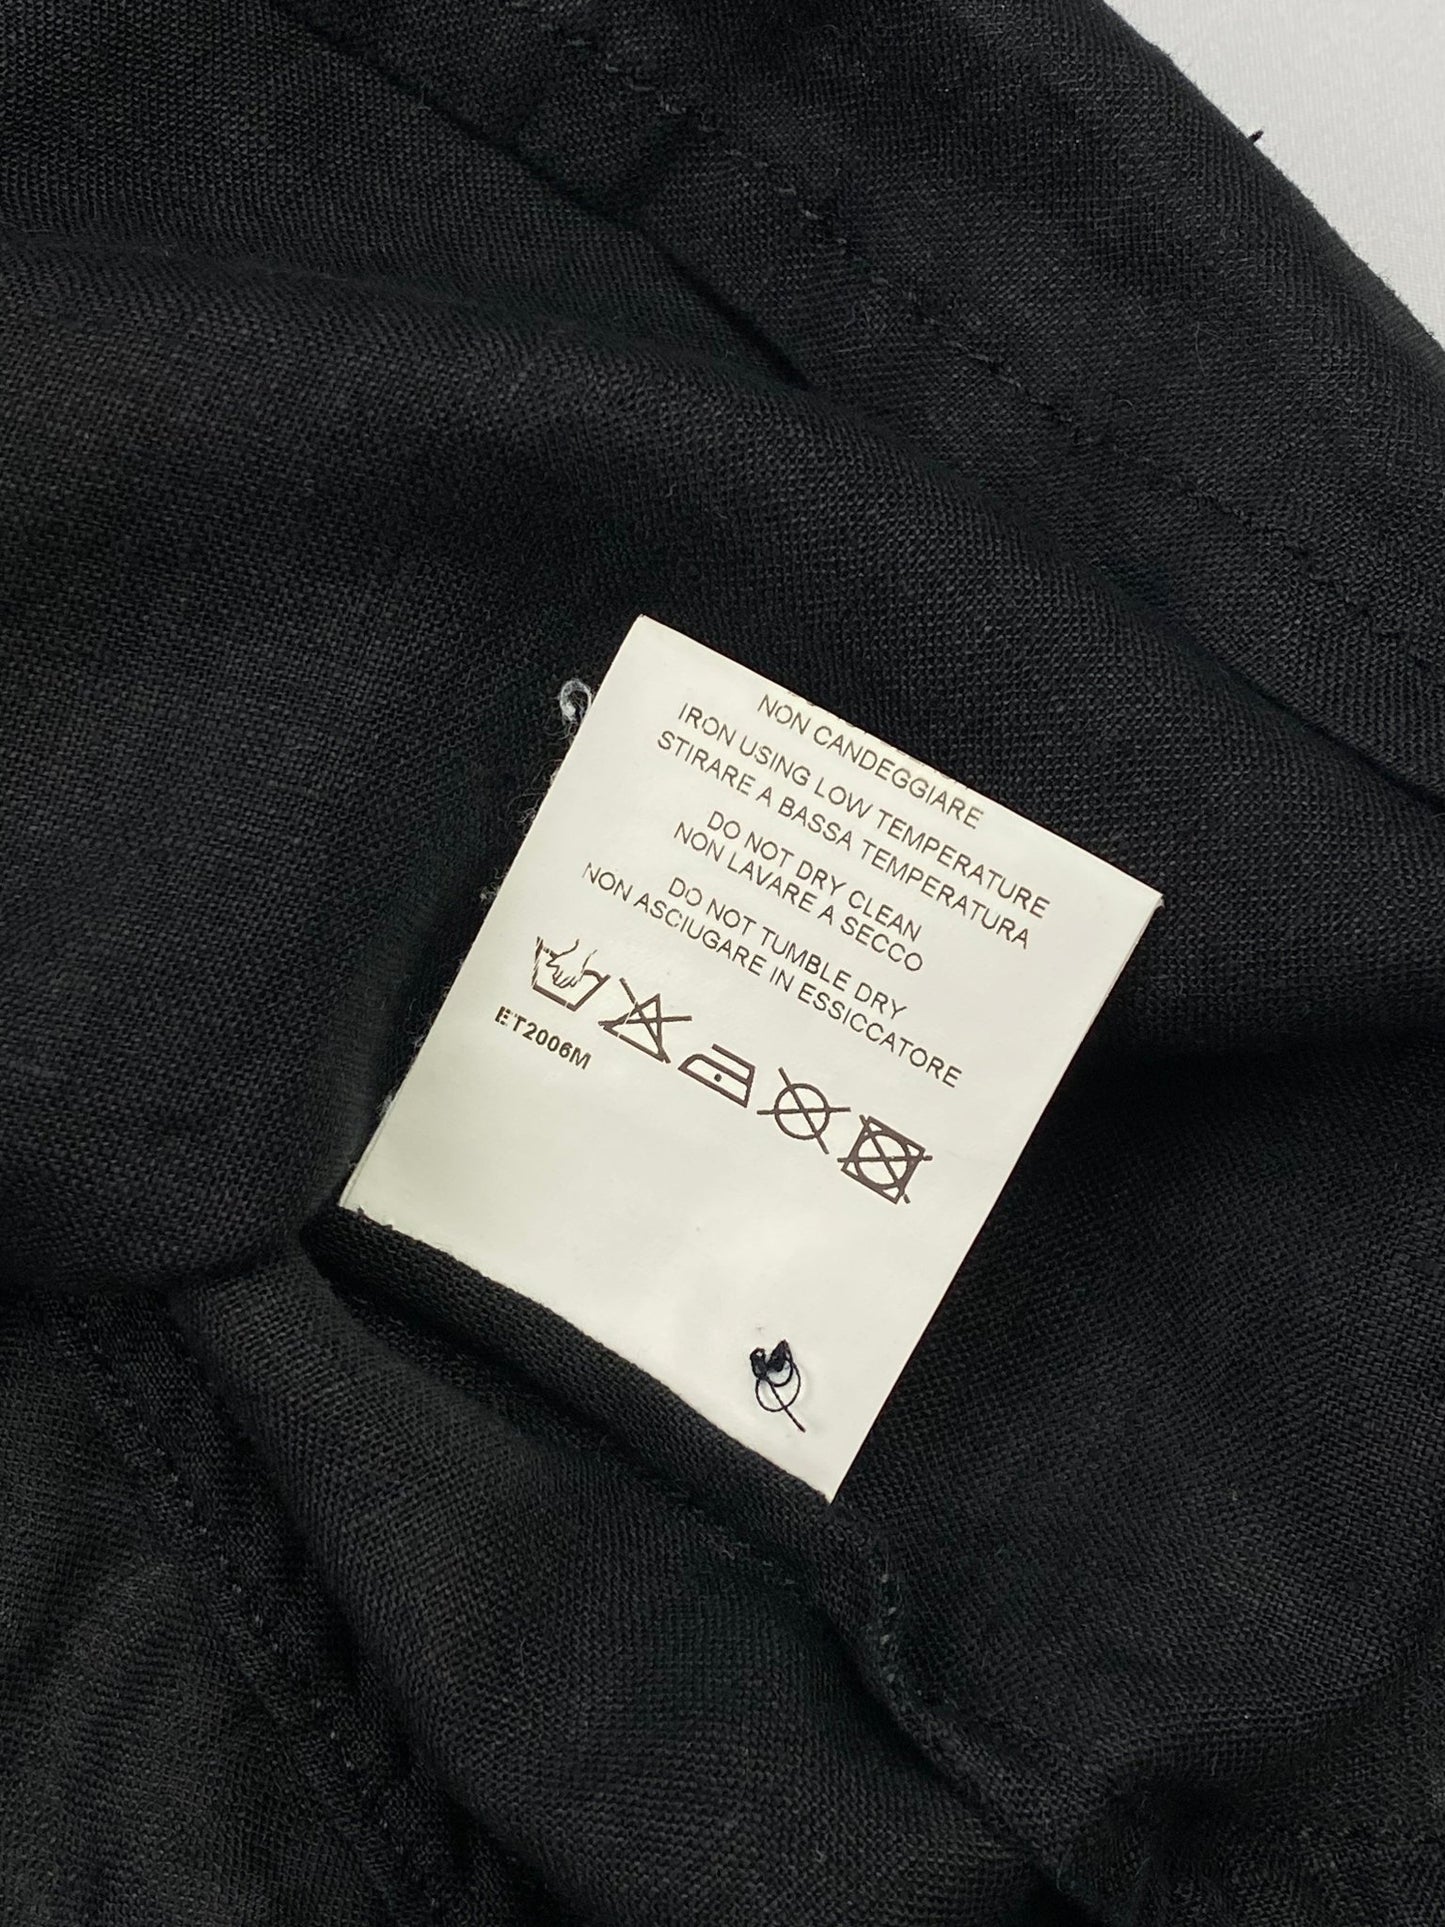 NON CANDEGGIARE
IRON USING LOW TEMPERATURE
STIRARE A BASSA TEMPERATURA
DO NOT DRY CLEAN
NON LAVARE A SECCO
DO NOT TUMBLE DRY
NON ASCIUGARE IN ESSICCATORE
ET2006M